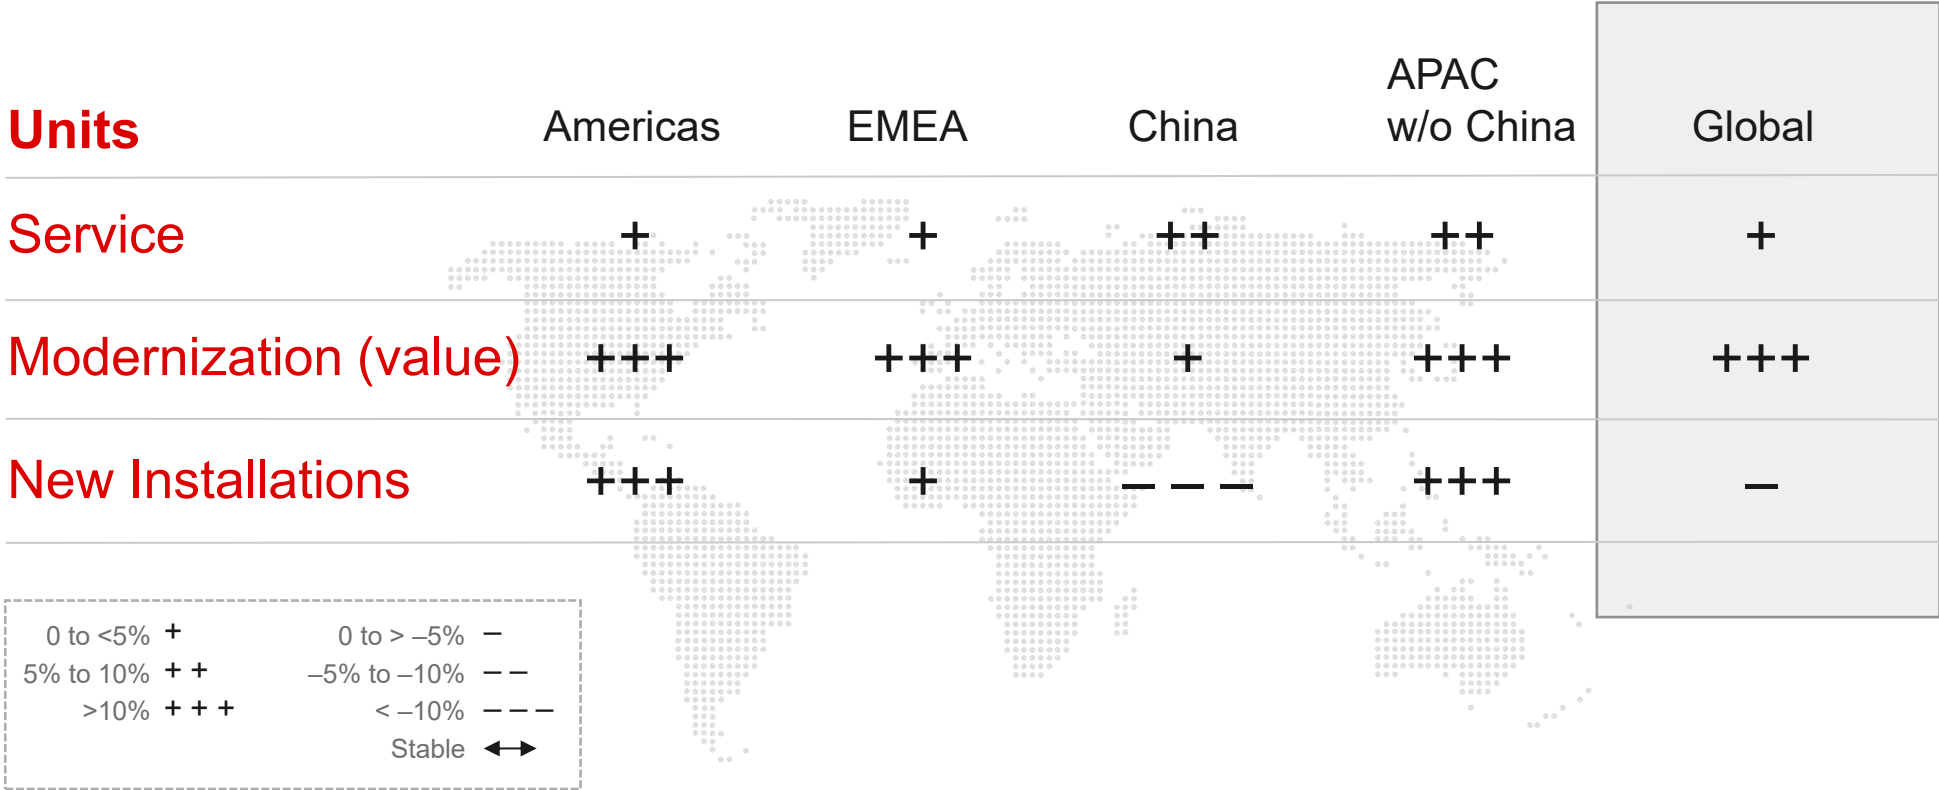 Units Americas EMEA China APAC w/o China Global
Service + + ++ ++ +
Modernization (value) +++ +++ + +++ +++
New Installations +++ + – – – +++ –
0 to <5% + 0 to > –5% –
5% to 10% + + –5% to –10% – –
>10% + + + < –10% – – –
Stable ↔